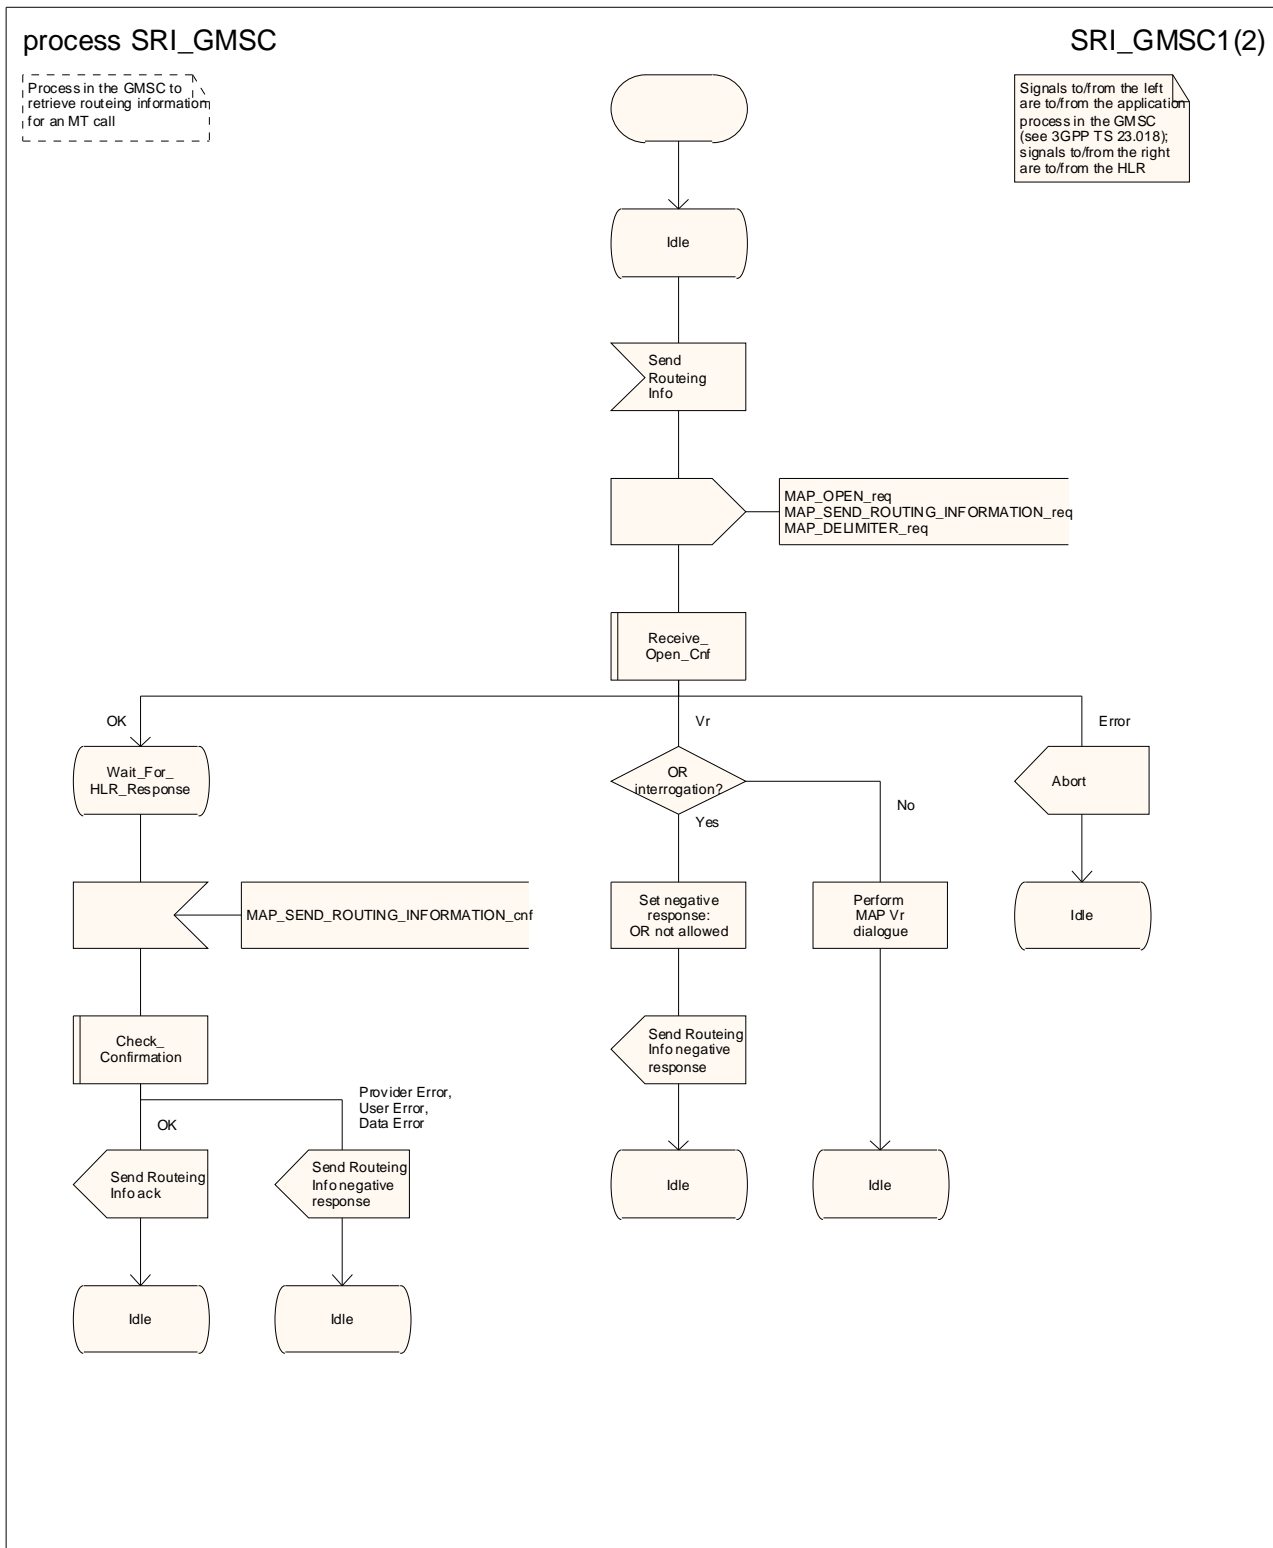 process SRI_GMSC
SRI_GMSC1(2)
Process in the GMSC to
retrieve routeing information
for an MT call
Signals to/from the left
are to/from the application
process in the GMSC
(see 3GPP TS 23.018);
signals to/from the right
are to/from the HLR
Idle
Send
Routeing
Info
MAP_OPEN_req
MAP_SEND_ROUTING_INFORMATION_req
MAP_DELIMITER_req
Receive_
Open_Cnf
OK
Vr
Error
Wait_For_
HLR_Response
OR
interrogation?
Abort
No
Yes
MAP_SEND_ROUTING_INFORMATION_cnf
Set negative
response:
OR not allowed
Perform
MAP Vr
dialogue
Idle
Check_
Confirmation
Send Routeing
Info negative
response
Provider Error,
User Error,
Data Error
OK
Send Routeing
Info ack
Send Routeing
Info negative
response
Idle
Idle
Idle
Idle